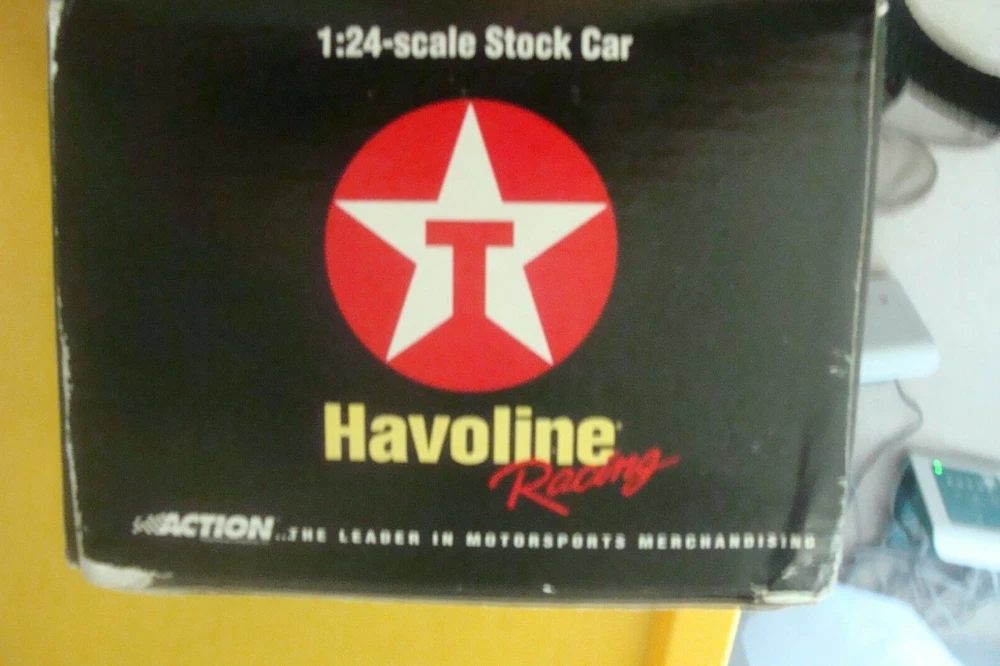 1:24-scale Stock Car
T
Havoline
Racing
ACTION...THE LEADER IN MOTORSPORTS MERCHANDISING